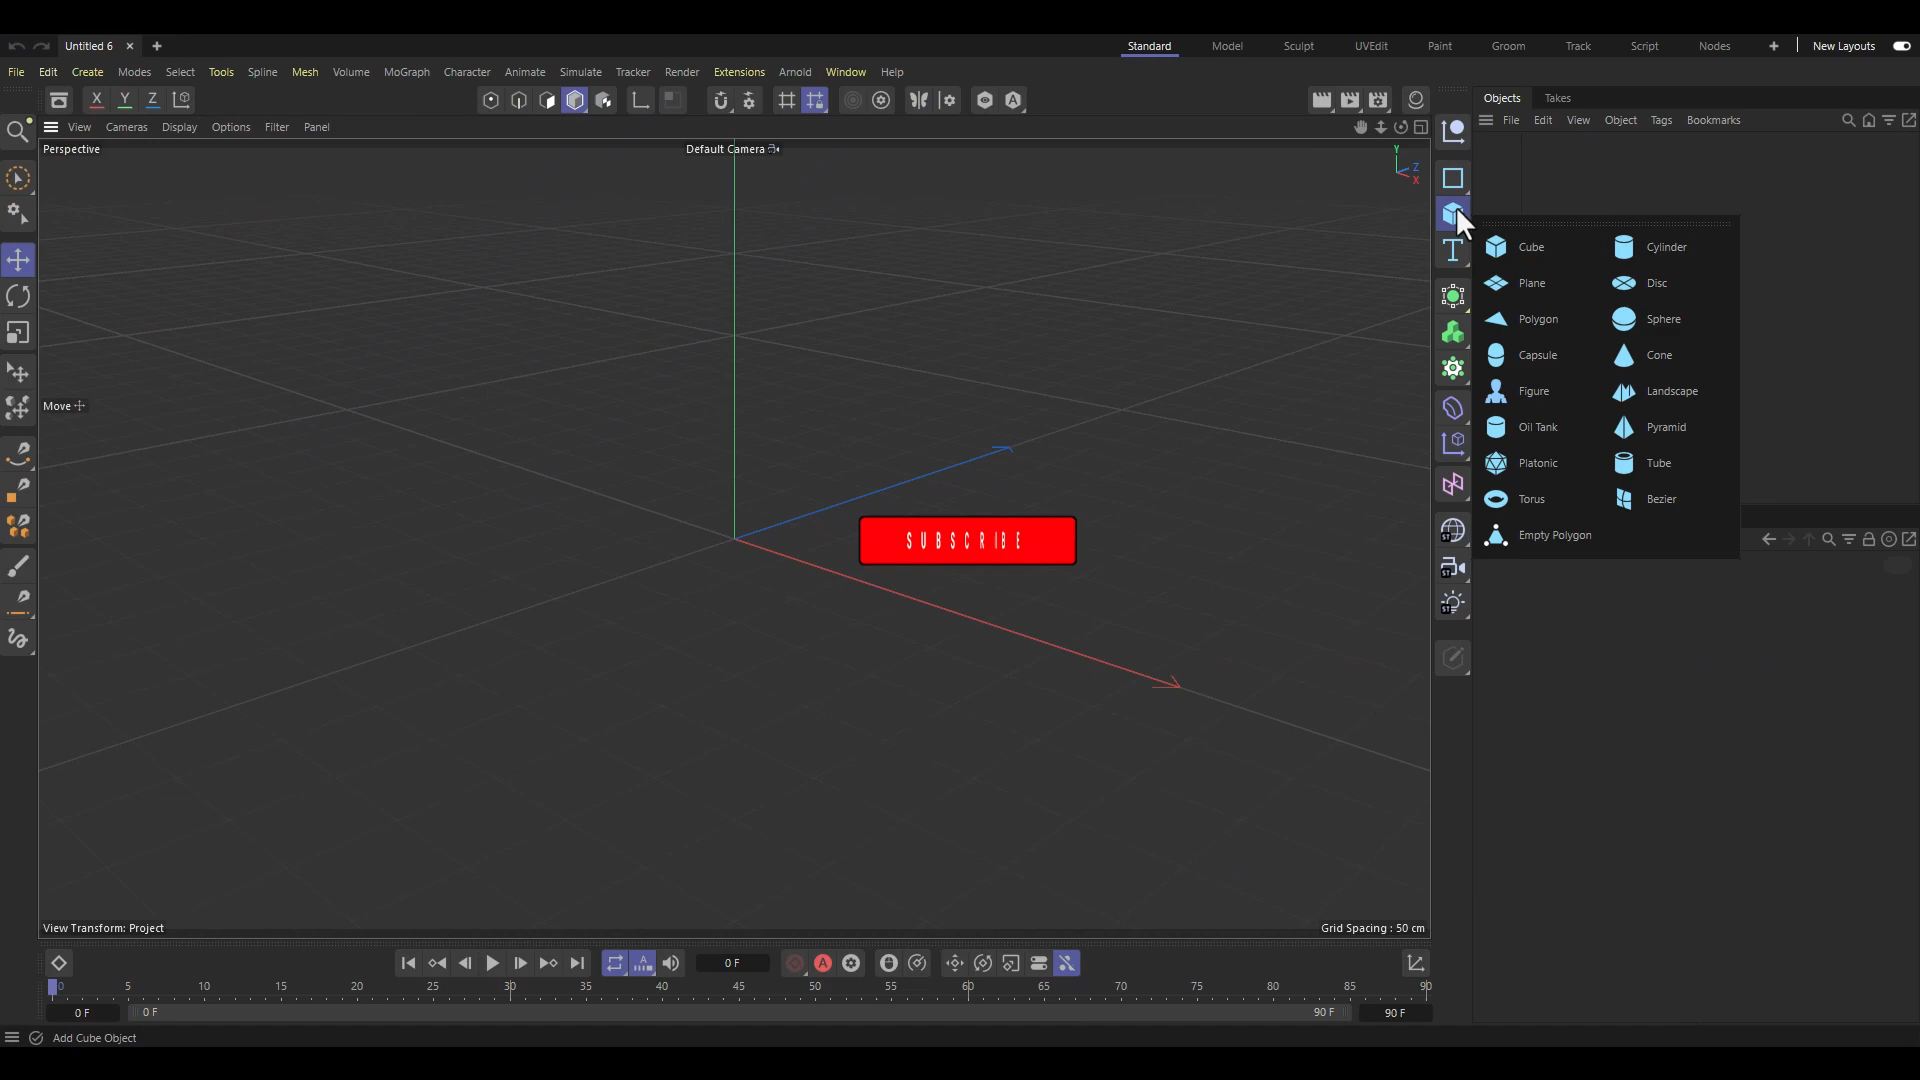 Untitled 6
Standard Model Sculpt UVEdit Paint Groom Track Script Nodes New Layouts
File Edit Create Modes Select Tools Spline Mesh Volume MoGraph Character Animate Simulate Tracker Render Extensions Arnold Window Help
X Y Z
Objects Takes
View Cameras Display Options Filter Panel
File Edit View Object Tags Bookmarks
Perspective
Default Camera
Y
Z
X
Cube Cylinder
Plane Disc
Polygon Sphere
Capsule Cone
Move
Figure Landscape
Oil Tank Pyramid
Platonic Tube
Torus Bezier
Empty Polygon
SUBSCRIBE
ST
ST
ST
View Transform: Project
Grid Spacing : 50 cm
A 0 F A
0 5 10 15 20 25 30 35 40 45 50 55 60 65 70 75 80 85 90
0 F 0 F 90 F 90 F
Add Cube Object